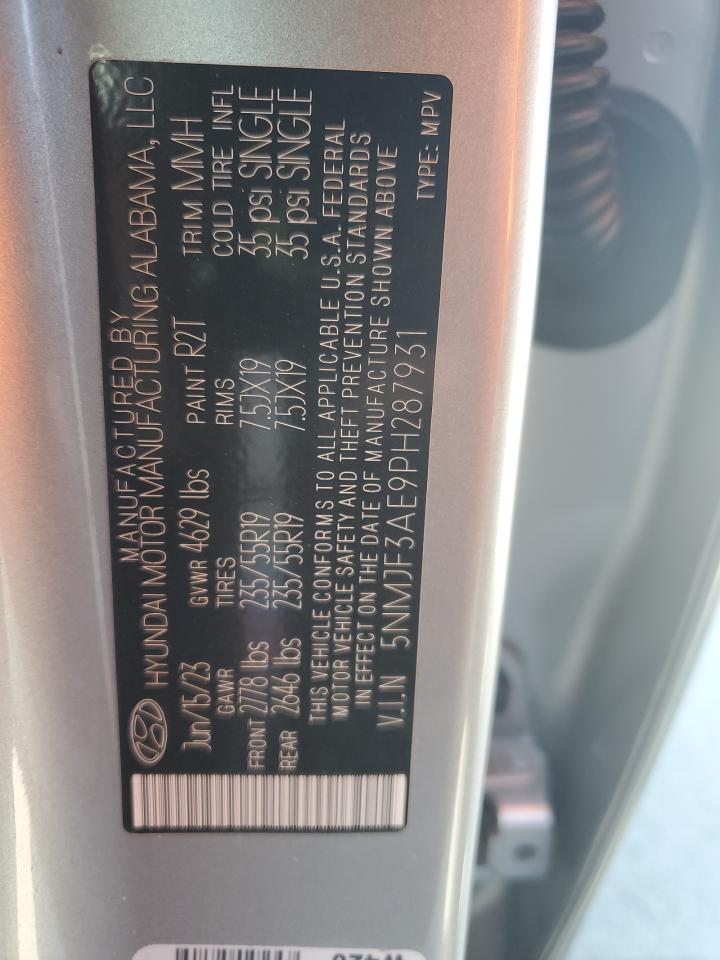 MANUFACTURED BY
HYUNDAI MOTOR MANUFACTURING ALABAMA, LLC
Jun/15/23 GVWR 4629 lbs PAINT R2T TRIM MMH
GAWR TIRES RIMS COLD TIRE INFL
FRONT 2778 lbs 235/55R19 7.5JX19 35 psi SINGLE
REAR 2646 lbs 235/55R19 7.5JX19 35 psi SINGLE
THIS VEHICLE CONFORMS TO ALL APPLICABLE U.S.A. FEDERAL
MOTOR VEHICLE SAFETY AND THEFT PREVENTION STANDARDS
IN EFFECT ON THE DATE OF MANUFACTURE SHOWN ABOVE
V.I.N 5NMJF3AE9PH287931 TYPE: MPV